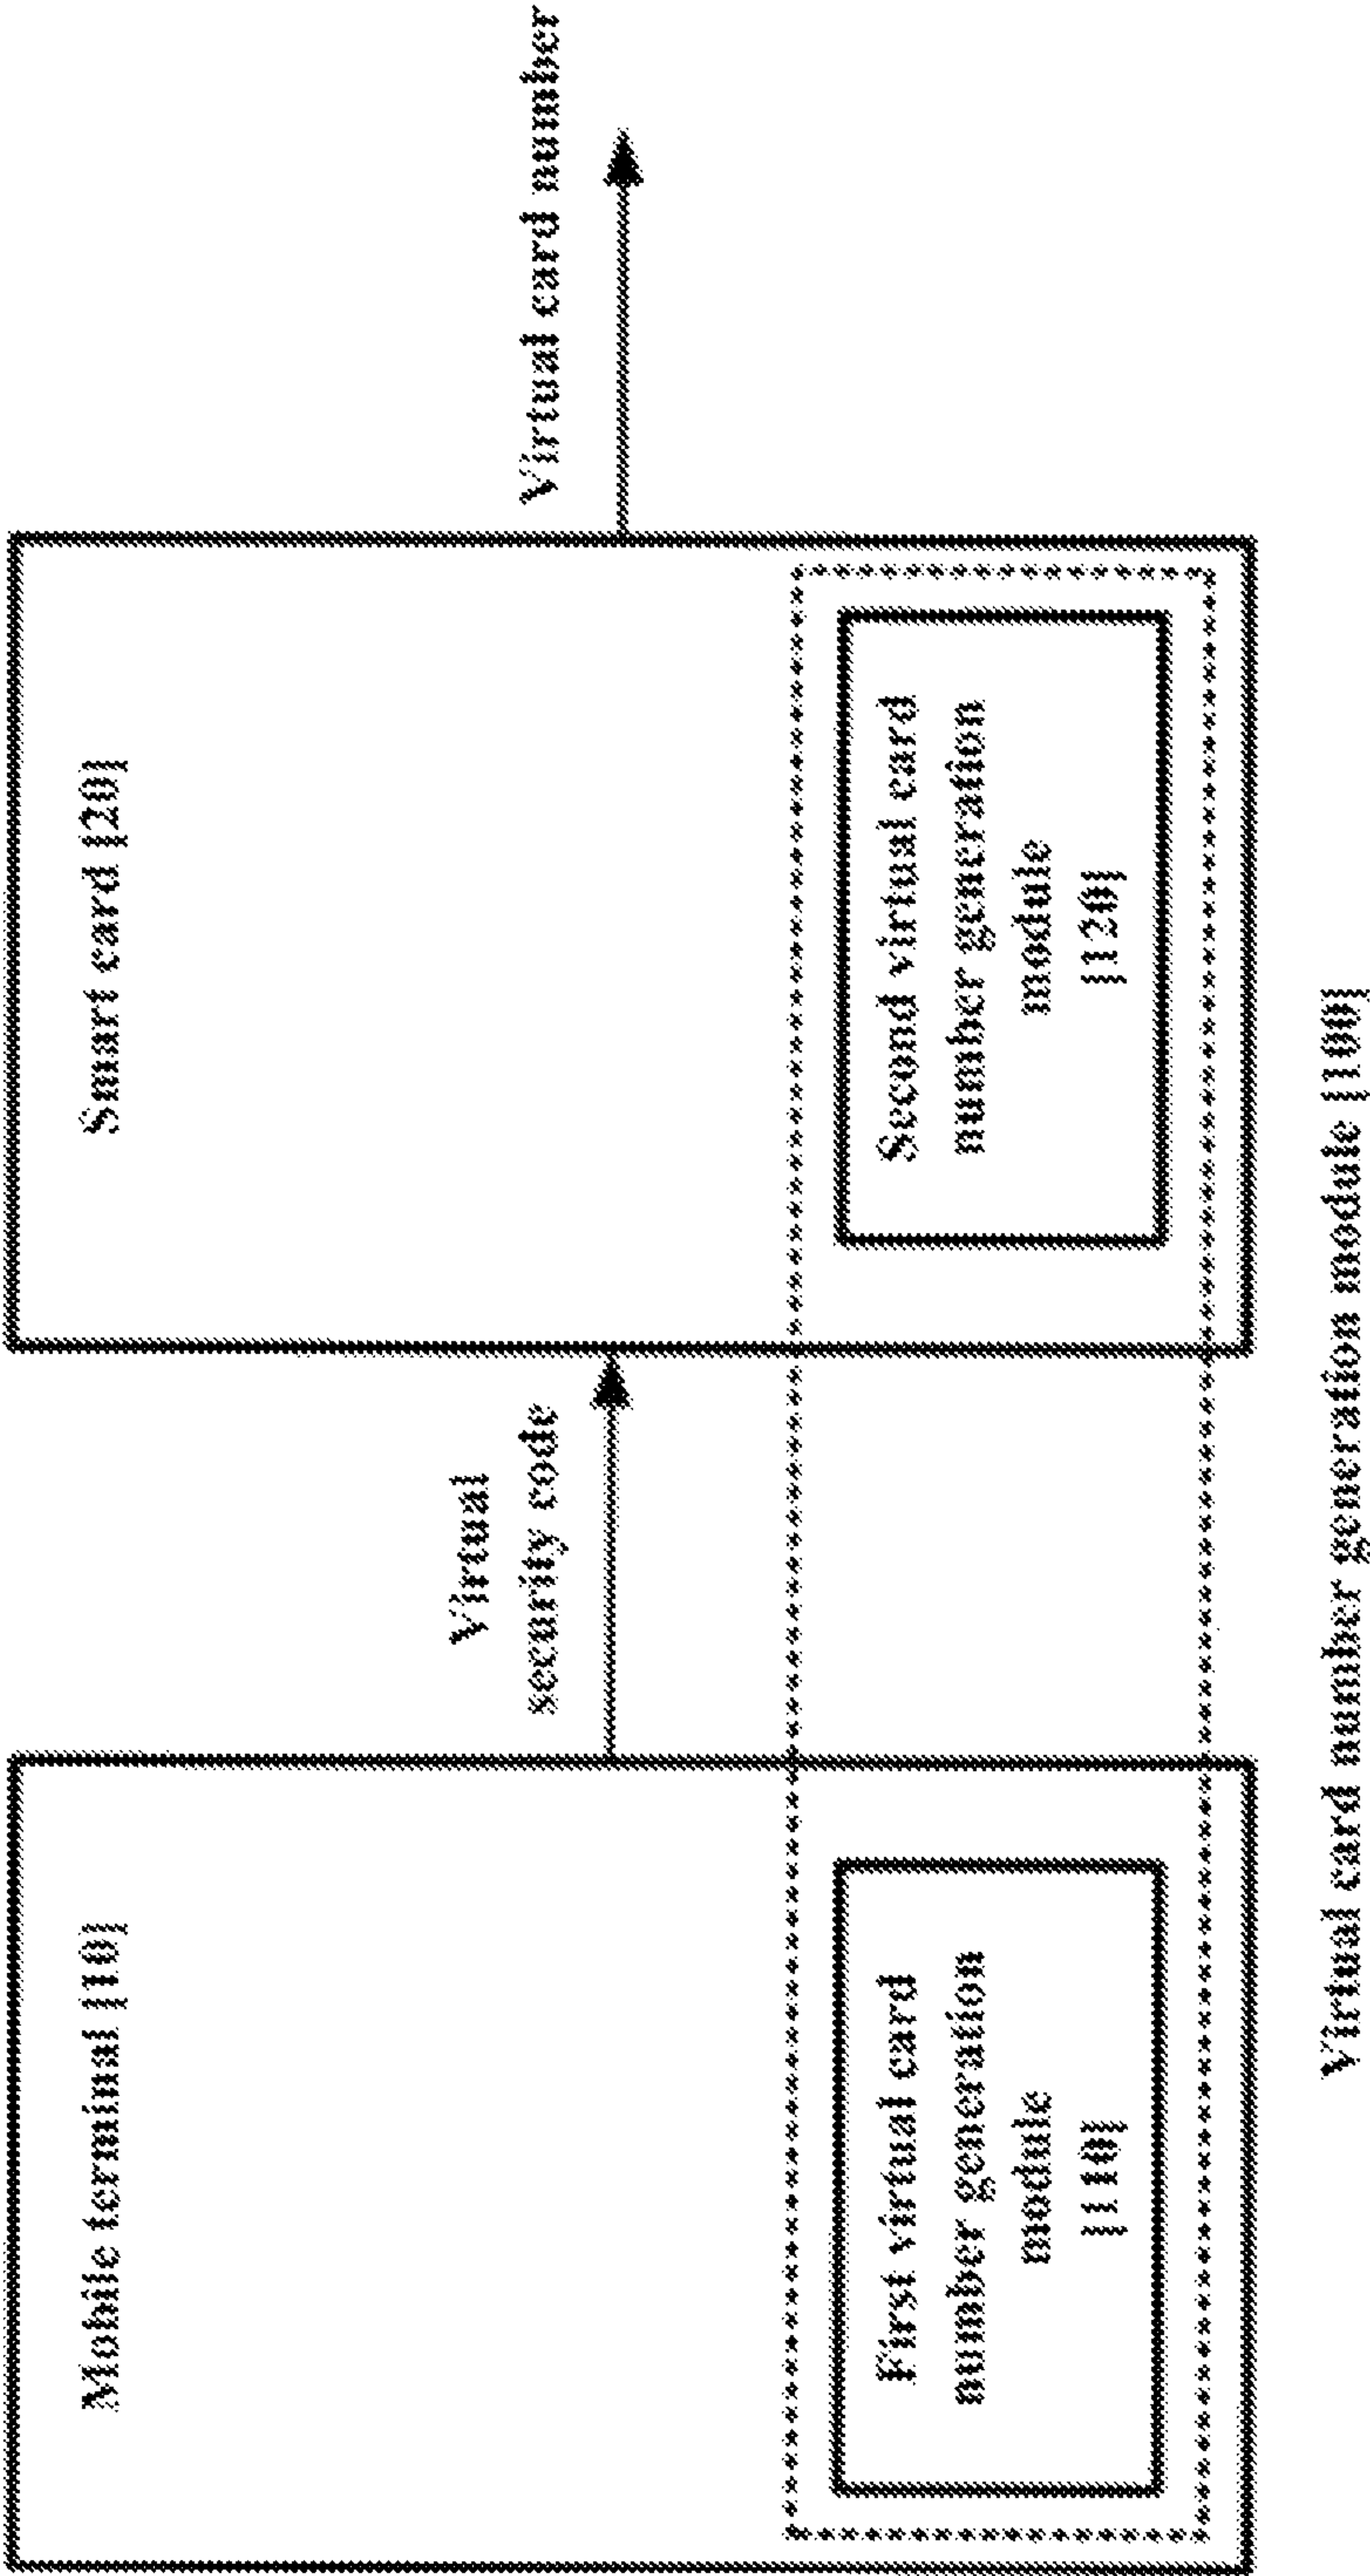 Mobile terminal [10]
First virtual card
number generation
module
[110]
Virtual
security code
Smart card [20]
Second virtual card
number generation
module
[120]
Virtual card number
Virtual card number generation module [100]